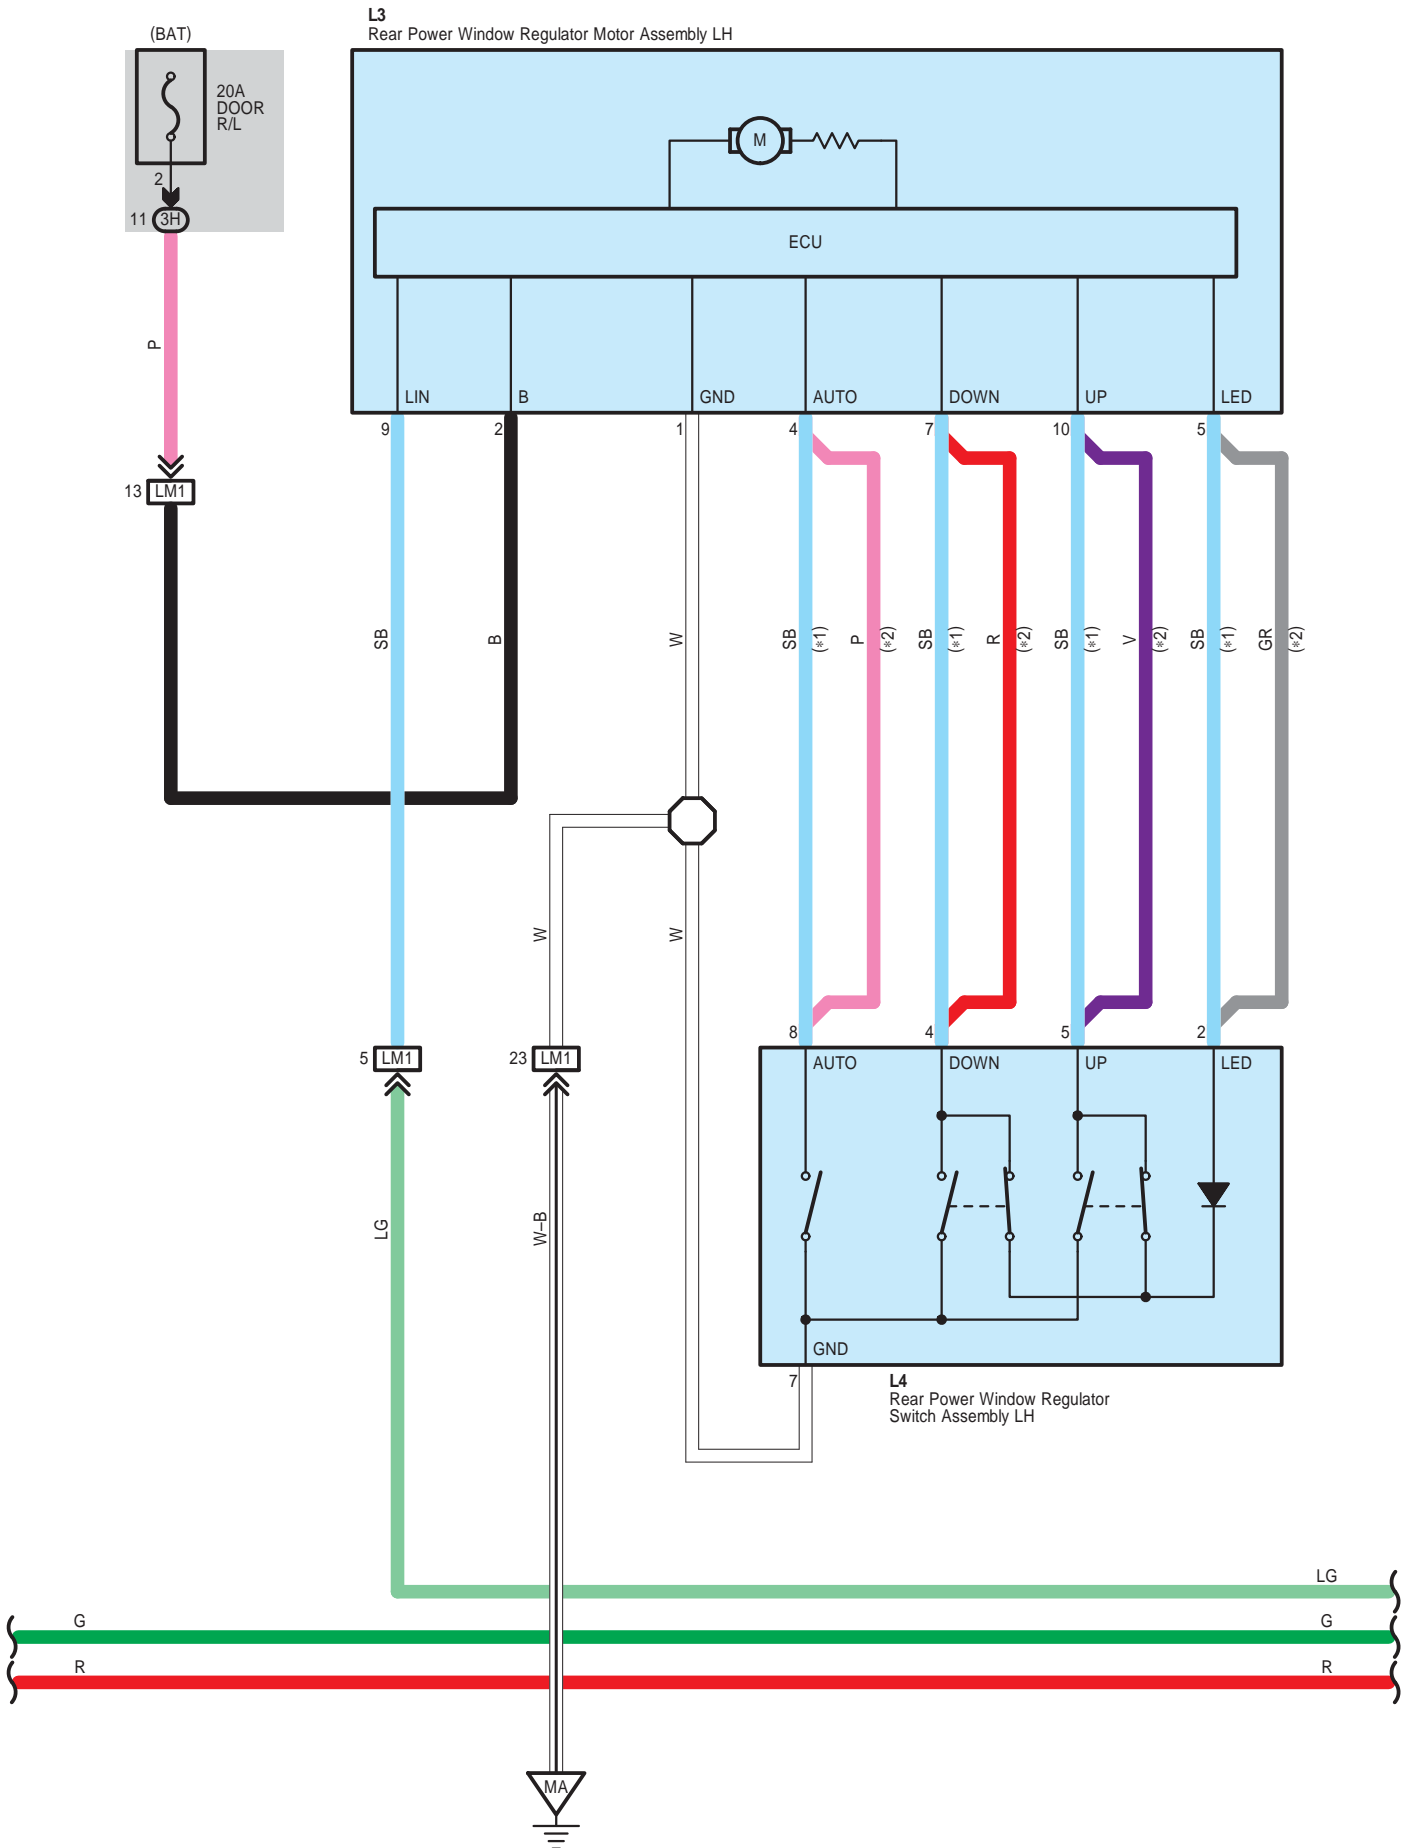 L3
Rear Power Window Regulator Motor Assembly LH
(BAT)
20A
DOOR
R/L
2
11 3H
M
ECU
P
LIN B GND AUTO DOWN UP LED
9 2 1 4 7 10 5
13 LM1
SB B W SB (*1) P (*2) SB (*1) R (*2) SB (*1) V (*2) SB (*1) GR (*2)
W W
8 4 5 2
5 LM1 23 LM1
AUTO DOWN UP LED
LG W–B
GND
7
L4
Rear Power Window Regulator
Switch Assembly LH
LG
G G
R R
MA